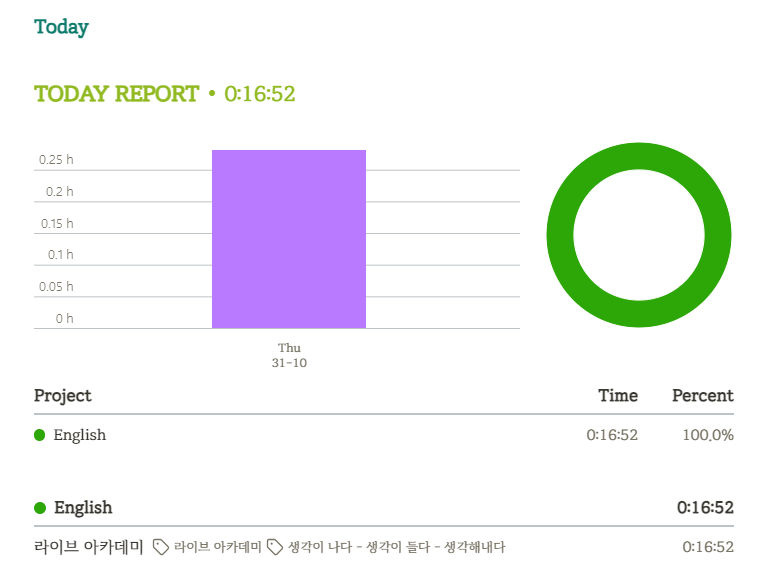 Today
TODAY REPORT • 0:16:52
0.25 h
0.2 h
0.15 h
0.1 h
0.05 h
0 h
Thu
31-10
Project Time Percent
English 0:16:52 100.0%
English 0:16:52
라이브 아카데미 라이브 아카데미 생각이 나다 - 생각이 들다 - 생각해내다 0:16:52